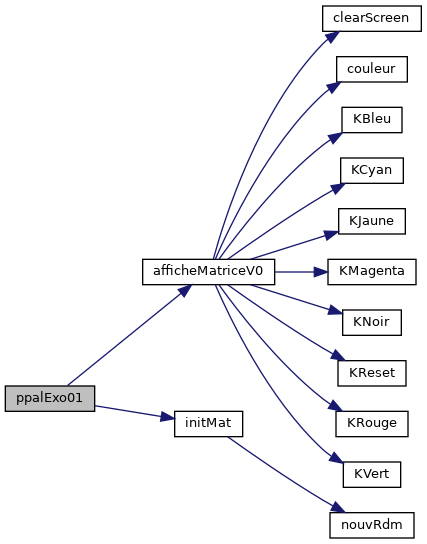 clearScreen
couleur
KBleu
KCyan
KJaune
afficheMatriceV0
KMagenta
KNoir
KReset
ppalExo01
initMat
KRouge
KVert
nouvRdm